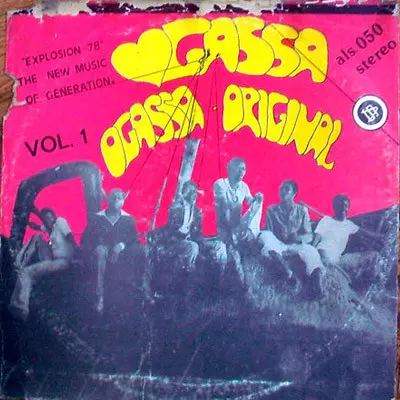 "EXPLOSION 78"
THE NEW MUSIC
OF GENERATION.
OGASSA
als.050
stereo
VOL. 1
OGASSA ORIGINAL